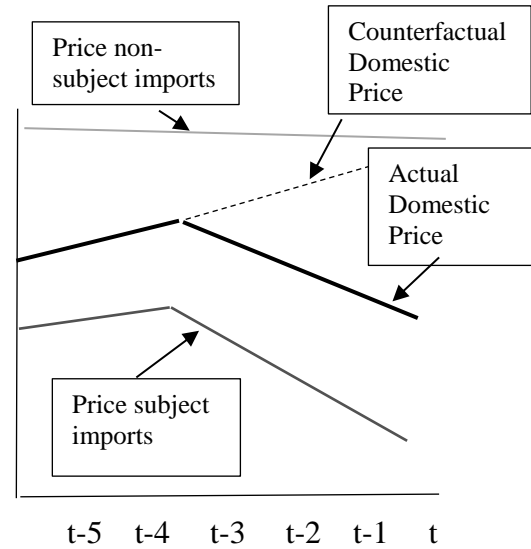 Price non-
subject imports
Counterfactual
Domestic
Price
Actual
Domestic
Price
Price subject
imports
t-5 t-4 t-3 t-2 t-1 t